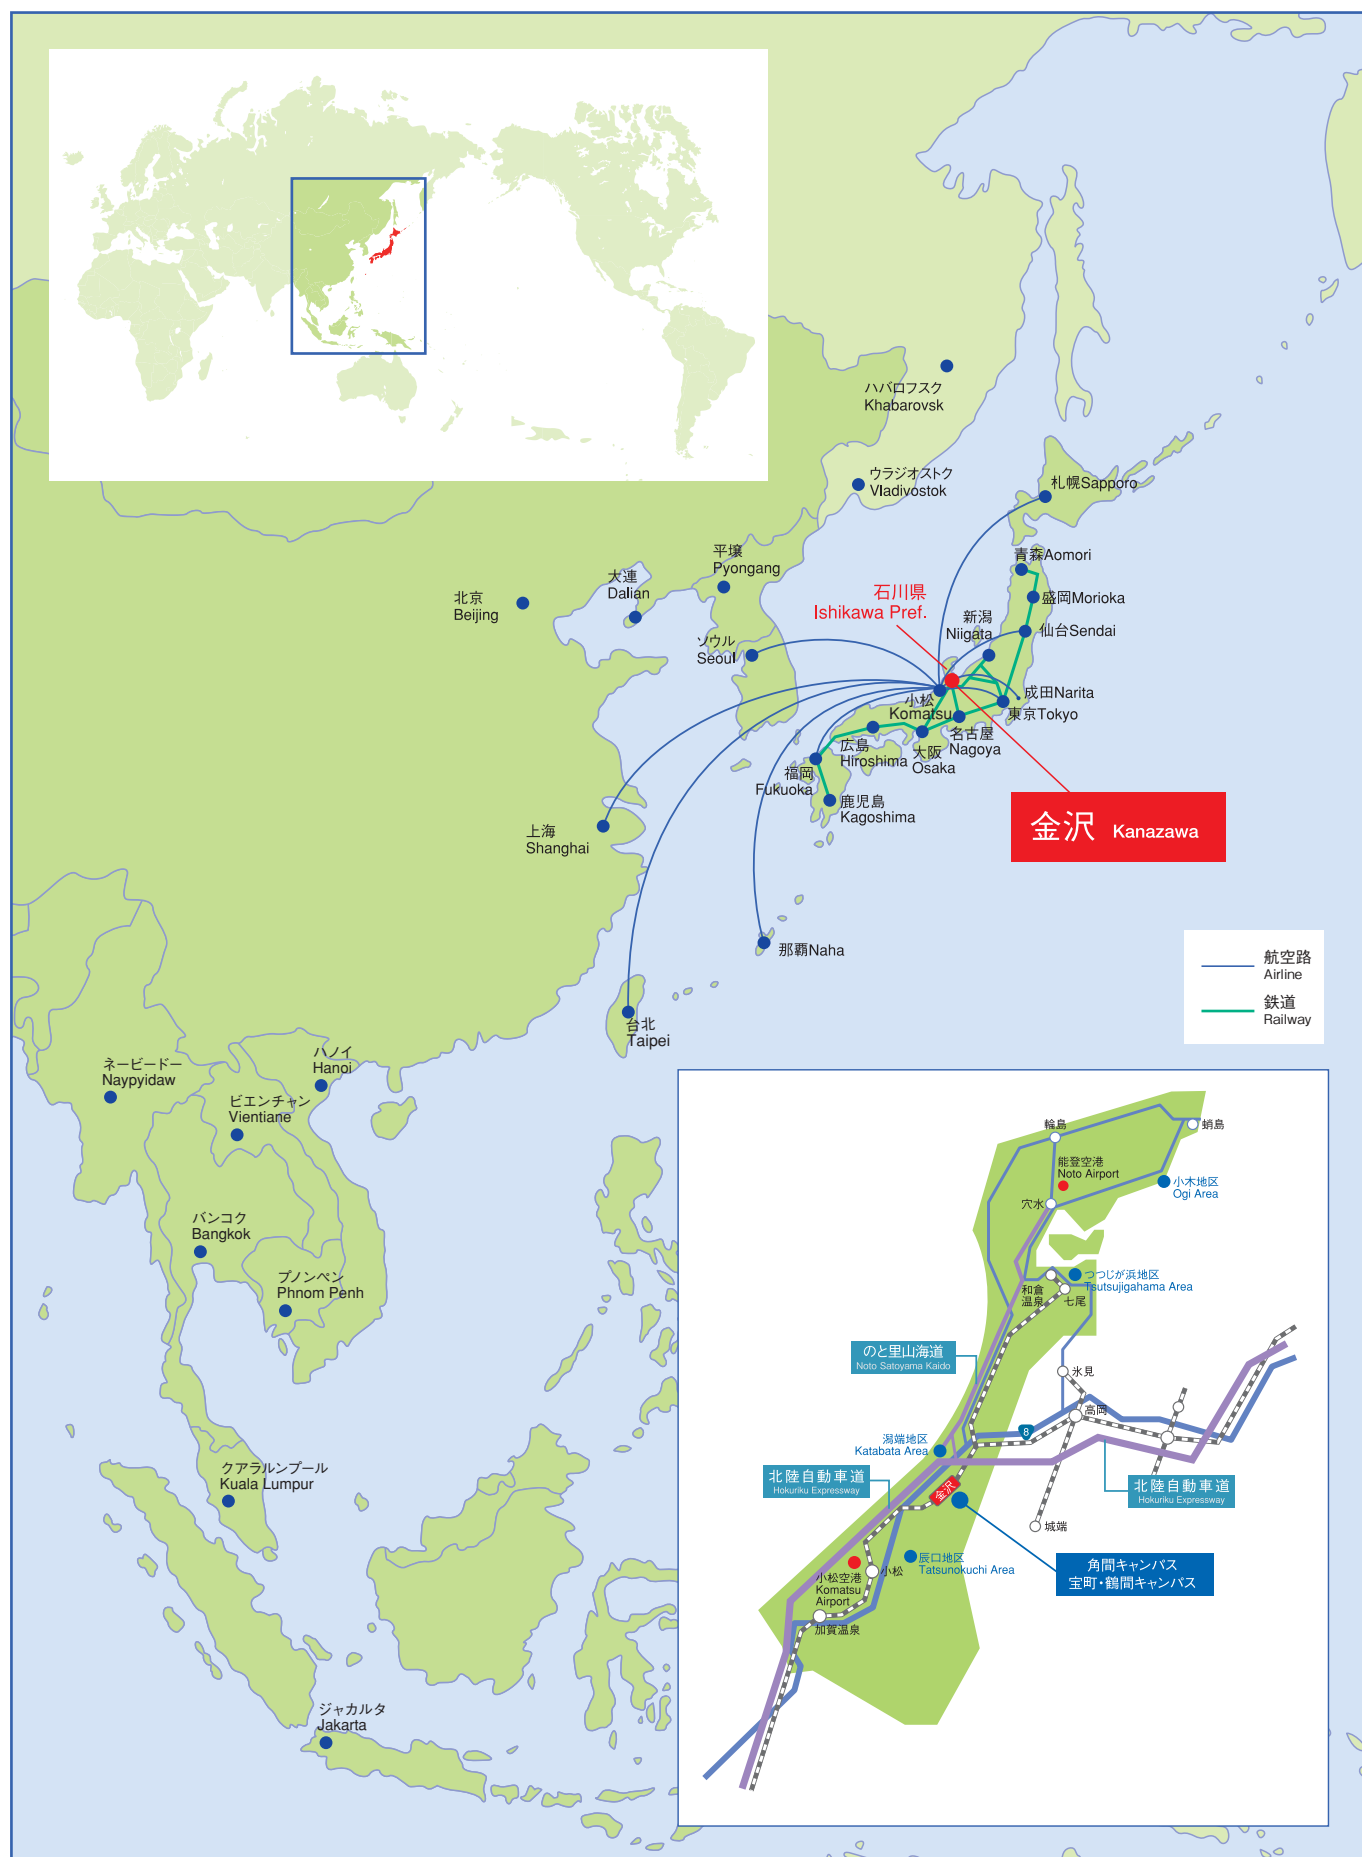 ハバロフスク
Khabarovsk
ウラジオストク
Vladivostok
札幌Sapporo
平壌
Pyongang
青森Aomori
大連
Dalian
北京
Beijing
石川県
Ishikawa Pref.
盛岡Morioka
新潟
Niigata
仙台Sendai
ソウル
Seoul
成田Narita
小松
Komatsu
東京Tokyo
名古屋
Nagoya
広島
Hiroshima
大阪
Osaka
福岡
Fukuoka
鹿児島
Kagoshima
金沢 Kanazawa
上海
Shanghai
那覇Naha
航空路
Airline
鉄道
Railway
台北
Taipei
ハノイ
Hanoi
ネービードー
Naypyidaw
ビエンチャン
Vientiane
バンコク
Bangkok
プノンペン
Phnom Penh
クアラルンプール
Kuala Lumpur
ジャカルタ
Jakarta
輪島
蛸島
能登空港
Noto Airport
小木地区
Ogi Area
穴水
つつじが浜地区
Tsutsujigahama Area
和倉
温泉
七尾
のと里山海道
Noto Satoyama Kaido
氷見
高岡
8
潟端地区
Katabata Area
北陸自動車道
Hokuriku Expressway
北陸自動車道
Hokuriku Expressway
金沢
城端
辰口地区
Tatsunokuchi Area
角間キャンパス
宝町・鶴間キャンパス
小松空港
Komatsu
Airport
小松
加賀温泉